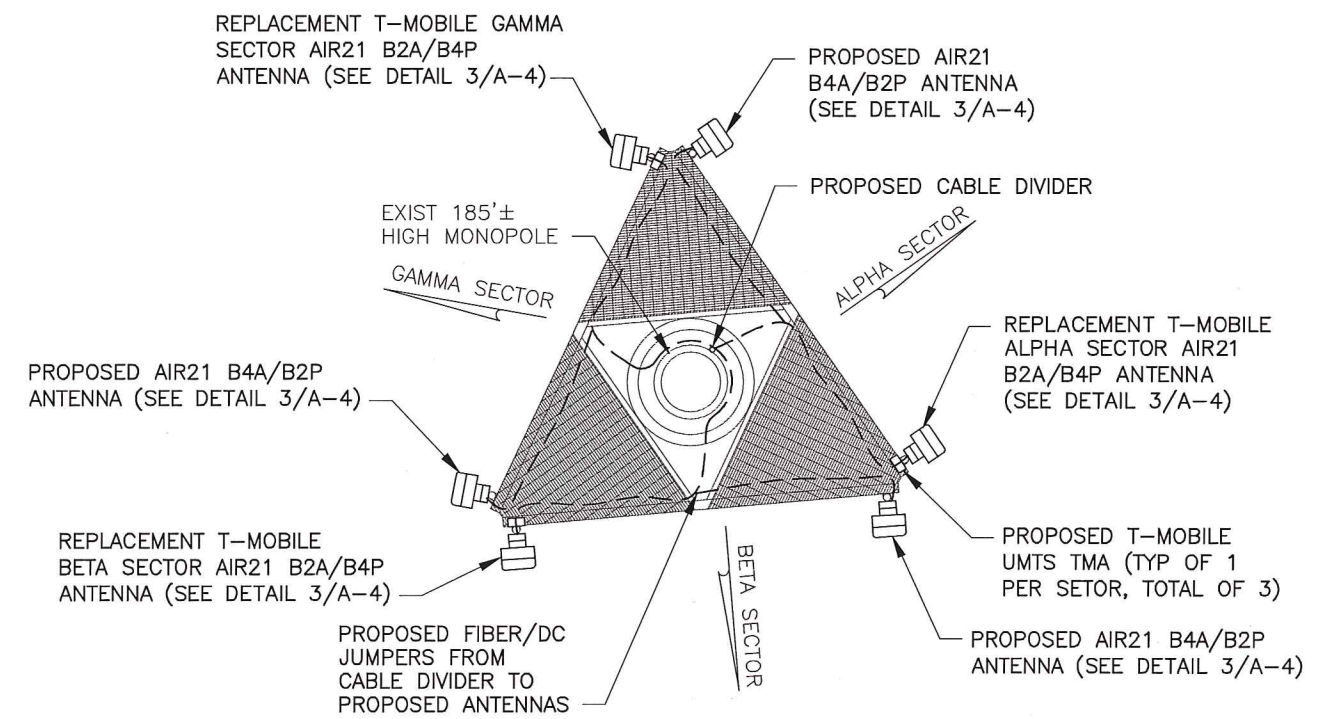 REPLACEMENT T-MOBILE GAMMA
SECTOR AIR21 B2A/B4P
ANTENNA (SEE DETAIL 3/A-4)
PROPOSED AIR21
B4A/B2P ANTENNA
(SEE DETAIL 3/A-4)
PROPOSED CABLE DIVIDER
EXIST 185'±
HIGH MONOPOLE
GAMMA SECTOR
ALPHA SECTOR
REPLACEMENT T-MOBILE
ALPHA SECTOR AIR21
B2A/B4P ANTENNA
(SEE DETAIL 3/A-4)
PROPOSED AIR21 B4A/B2P
ANTENNA (SEE DETAIL 3/A-4)
REPLACEMENT T-MOBILE
BETA SECTOR AIR21 B2A/B4P
ANTENNA (SEE DETAIL 3/A-4)
BETA SECTOR
PROPOSED T-MOBILE
UMTS TMA (TYP OF 1
PER SETOR, TOTAL OF 3)
PROPOSED FIBER/DC
JUMPERS FROM
CABLE DIVIDER TO
PROPOSED ANTENNAS
PROPOSED AIR21 B4A/B2P
ANTENNA (SEE DETAIL 3/A-4)